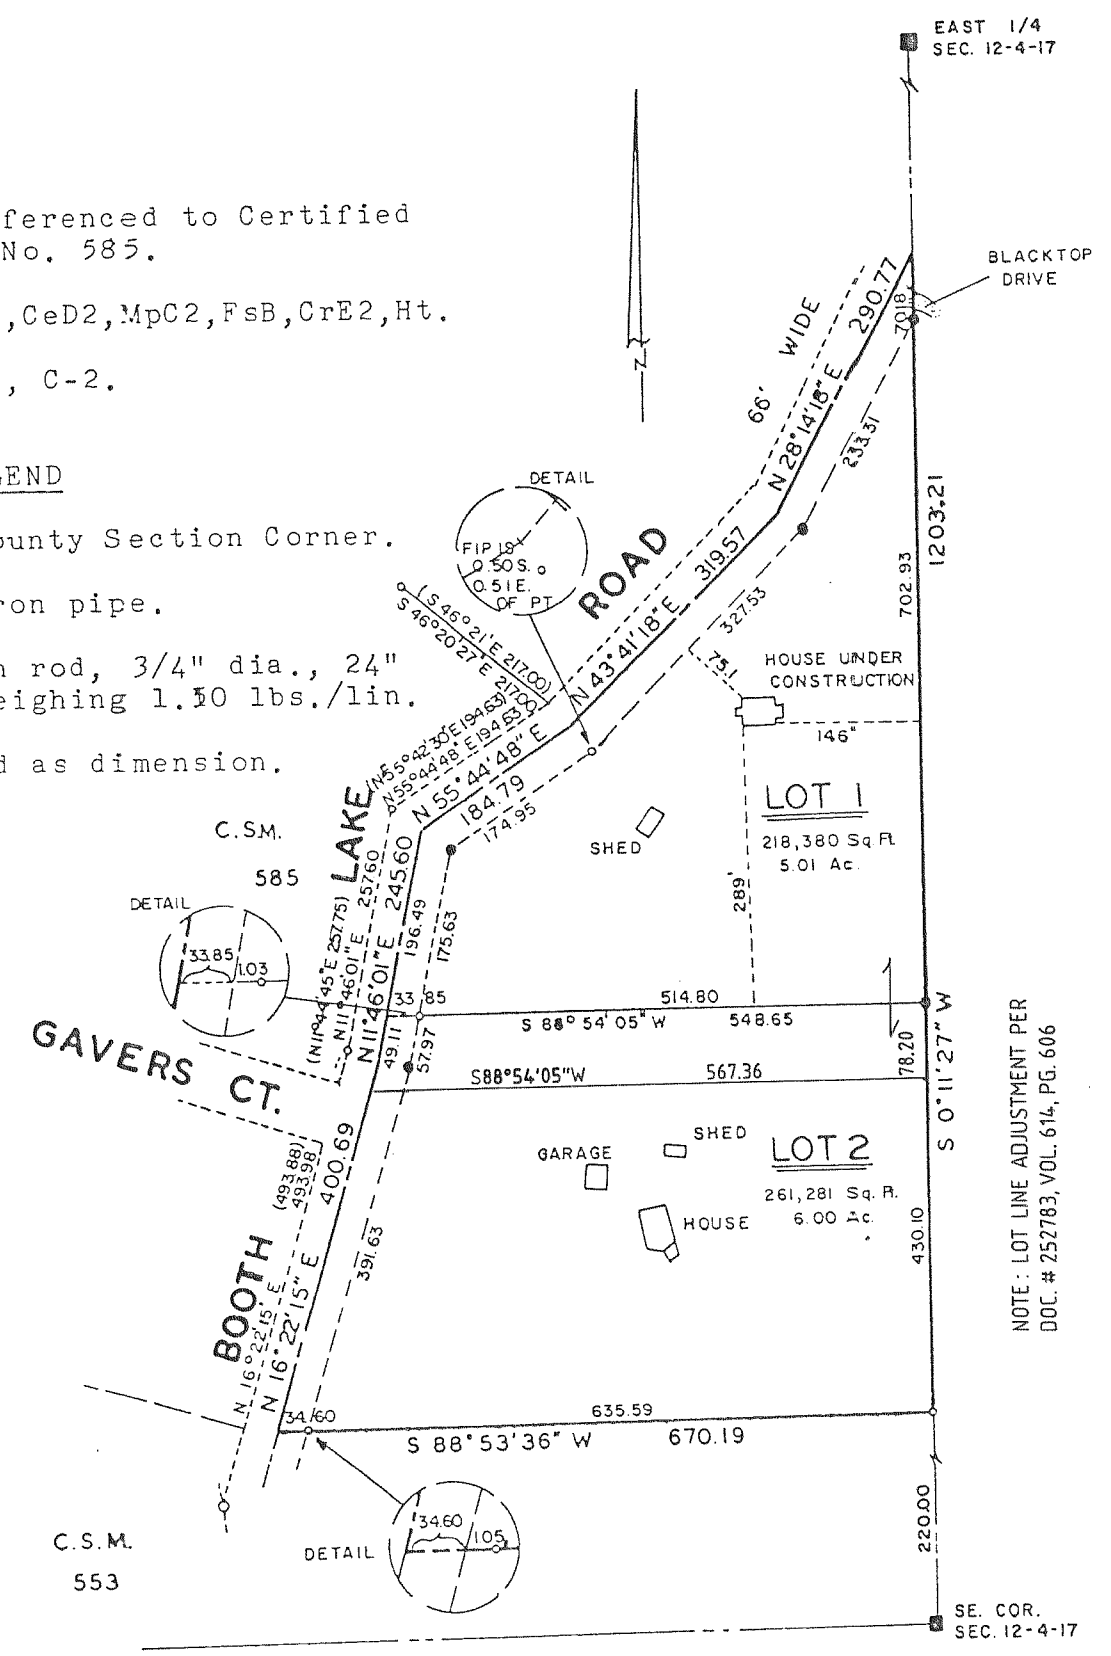 EAST 1/4
SEC. 12-4-17
ferenced to Certified
No. 585.
,CeD2,MpC2,FsB,CrE2,Ht.
, C-2.
GEND
ounty Section Corner.
ron pipe.
n rod, 3/4" dia., 24"
eighing 1.50 lbs./lin.
d as dimension.
BLACKTOP
DRIVE
66' WIDE
290.77
70.18
N 28°14'18" E
233.31
1203.21
702.93
DETAIL
FIP IS
0.50 S.
0.51 E.
OF PT
ROAD
319.57
N 43°41'18" E
327.53
75.1
(S 46°21'E 217.00)
S 46°20'27"E 217.00
HOUSE UNDER
CONSTRUCTION
146"
(N55°42'30"E 194.63)
N55°44'48"E 194.63
N 55°44'48" E
184.79
174.95
LOT 1
218,380 Sq.Ft.
5.01 Ac.
SHED
289'
C.S.M.
585
LAKE
257.60
245.60
196.49
175.63
DETAIL
33.85
1.03
N11°46'01"E
N11°46'01"E
33.85
514.80
S 88°54'05" W
548.65
49.11
57.97
78.20
S88°54'05"W
567.36
S 0°11'27" W
GAVERS CT.
NOTE: LOT LINE ADJUSTMENT PER
DOC. # 252783, VOL. 614, PG. 606
(493.88)
493.98
400.69
391.63
GARAGE
SHED
LOT 2
261,281 Sq. Ft.
6.00 Ac.
HOUSE
430.10
BOOTH
N 16°22'15" E
N 16°22'15" E
34.60
635.59
S 88°53'36" W
670.19
220.00
C.S.M.
553
DETAIL
34.60
1.05
SE. COR.
SEC. 12-4-17